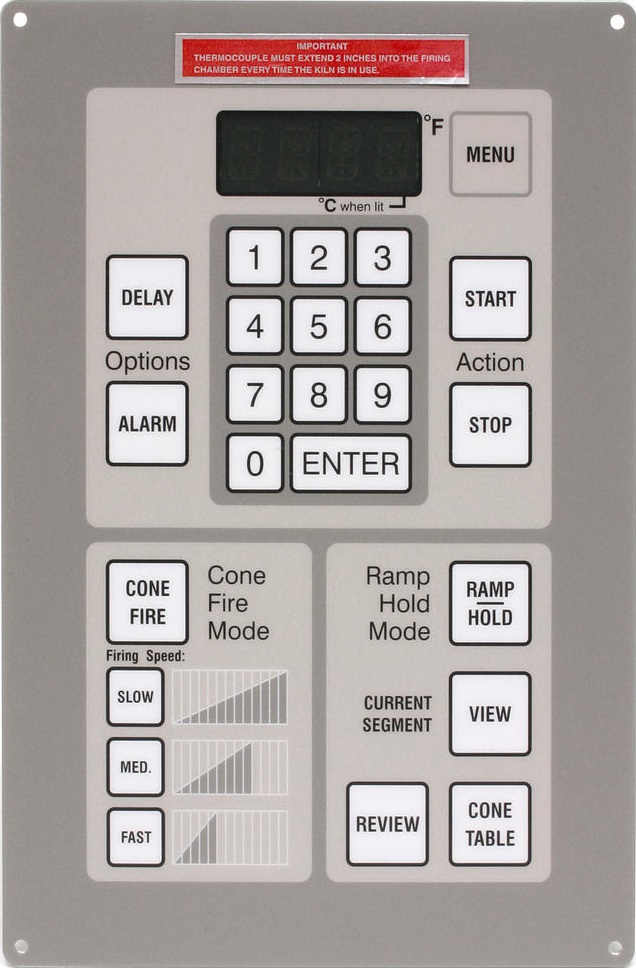 IMPORTANT
THERMOCOUPLE MUST EXTEND 2 INCHES INTO THE FIRING
CHAMBER EVERY TIME THE KILN IS IN USE.
°F
MENU
°C when lit
1 2 3
DELAY
START
4 5 6
Options
Action
7 8 9
ALARM
STOP
0 ENTER
CONE
FIRE
Cone
Fire
Mode
Firing Speed:
SLOW
MED.
FAST
Ramp
Hold
Mode
RAMP
HOLD
CURRENT
SEGMENT
VIEW
REVIEW
CONE
TABLE